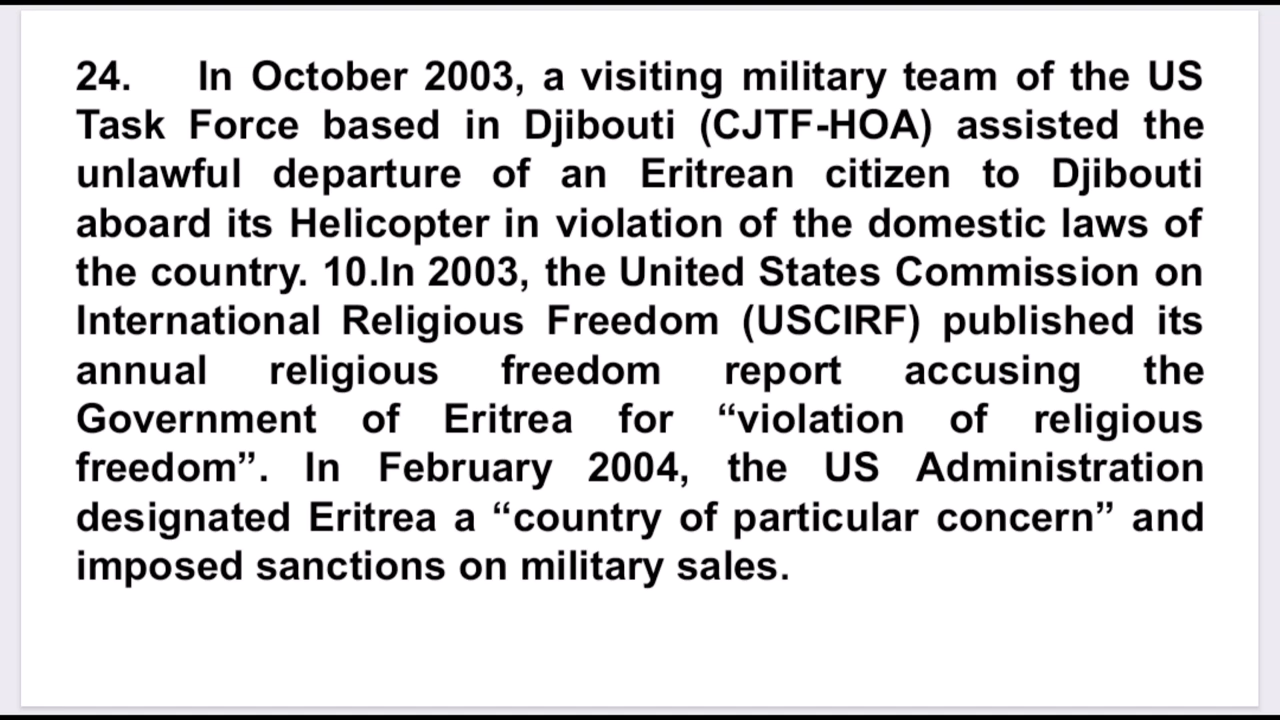 24. In October 2003, a visiting military team of the US
Task Force based in Djibouti (CJTF-HOA) assisted the
unlawful departure of an Eritrean citizen to Djibouti
aboard its Helicopter in violation of the domestic laws of
the country. 10.In 2003, the United States Commission on
International Religious Freedom (USCIRF) published its
annual religious freedom report accusing the
Government of Eritrea for “violation of religious
freedom”. In February 2004, the US Administration
designated Eritrea a “country of particular concern” and
imposed sanctions on military sales.